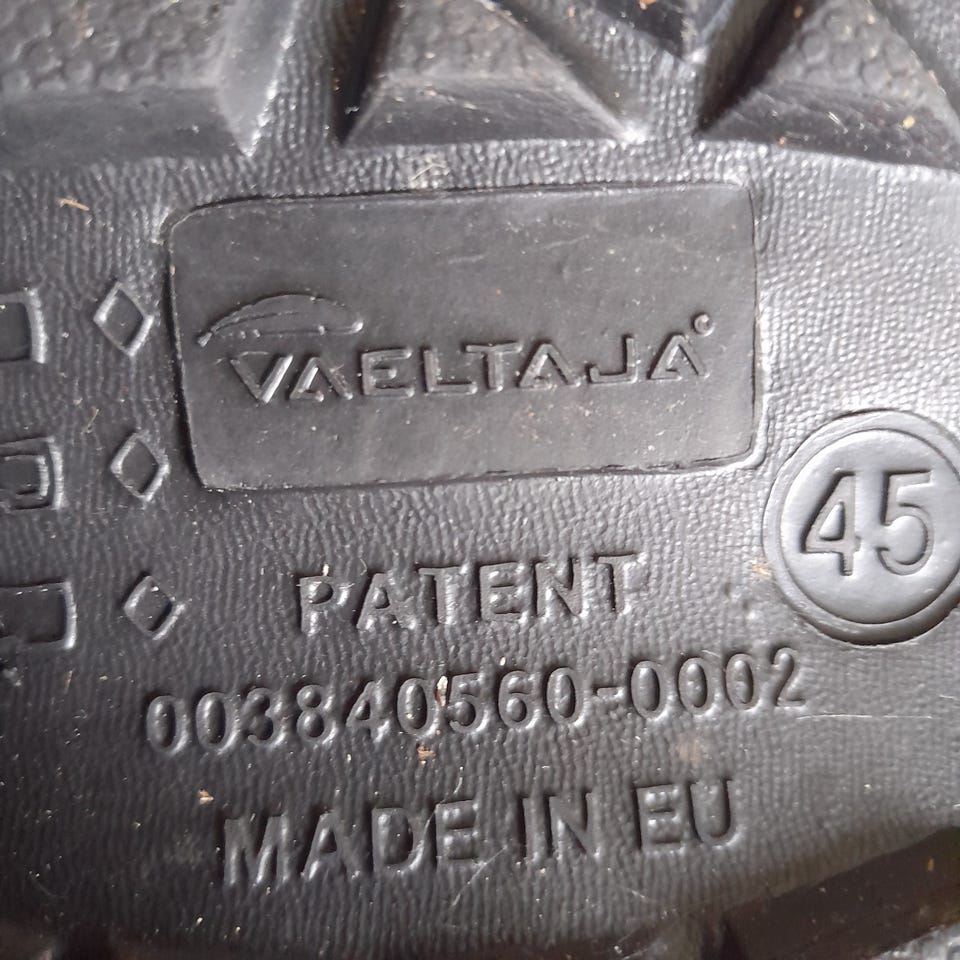 VAELTAJA®
45
PATENT
003840560-0002
MADE IN EU